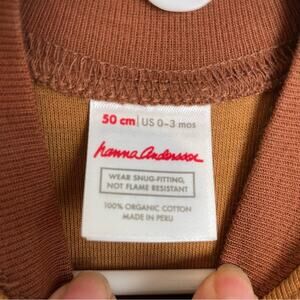 50 cm | US 0–3 mos
hanna andersson
WEAR SNUG-FITTING,
NOT FLAME RESISTANT
100% ORGANIC COTTON
MADE IN PERU